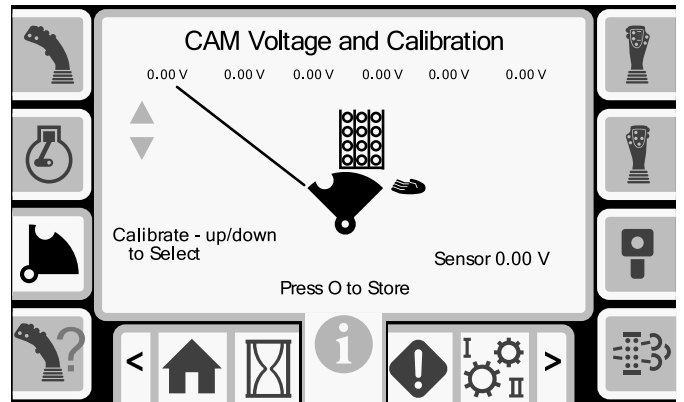 CAM Voltage and Calibration
0.00 V 0.00 V 0.00 V 0.00 V 0.00 V 0.00 V
Calibrate - up/down
to Select
Sensor 0.00 V
Press O to Store
?
i
< ! I II >